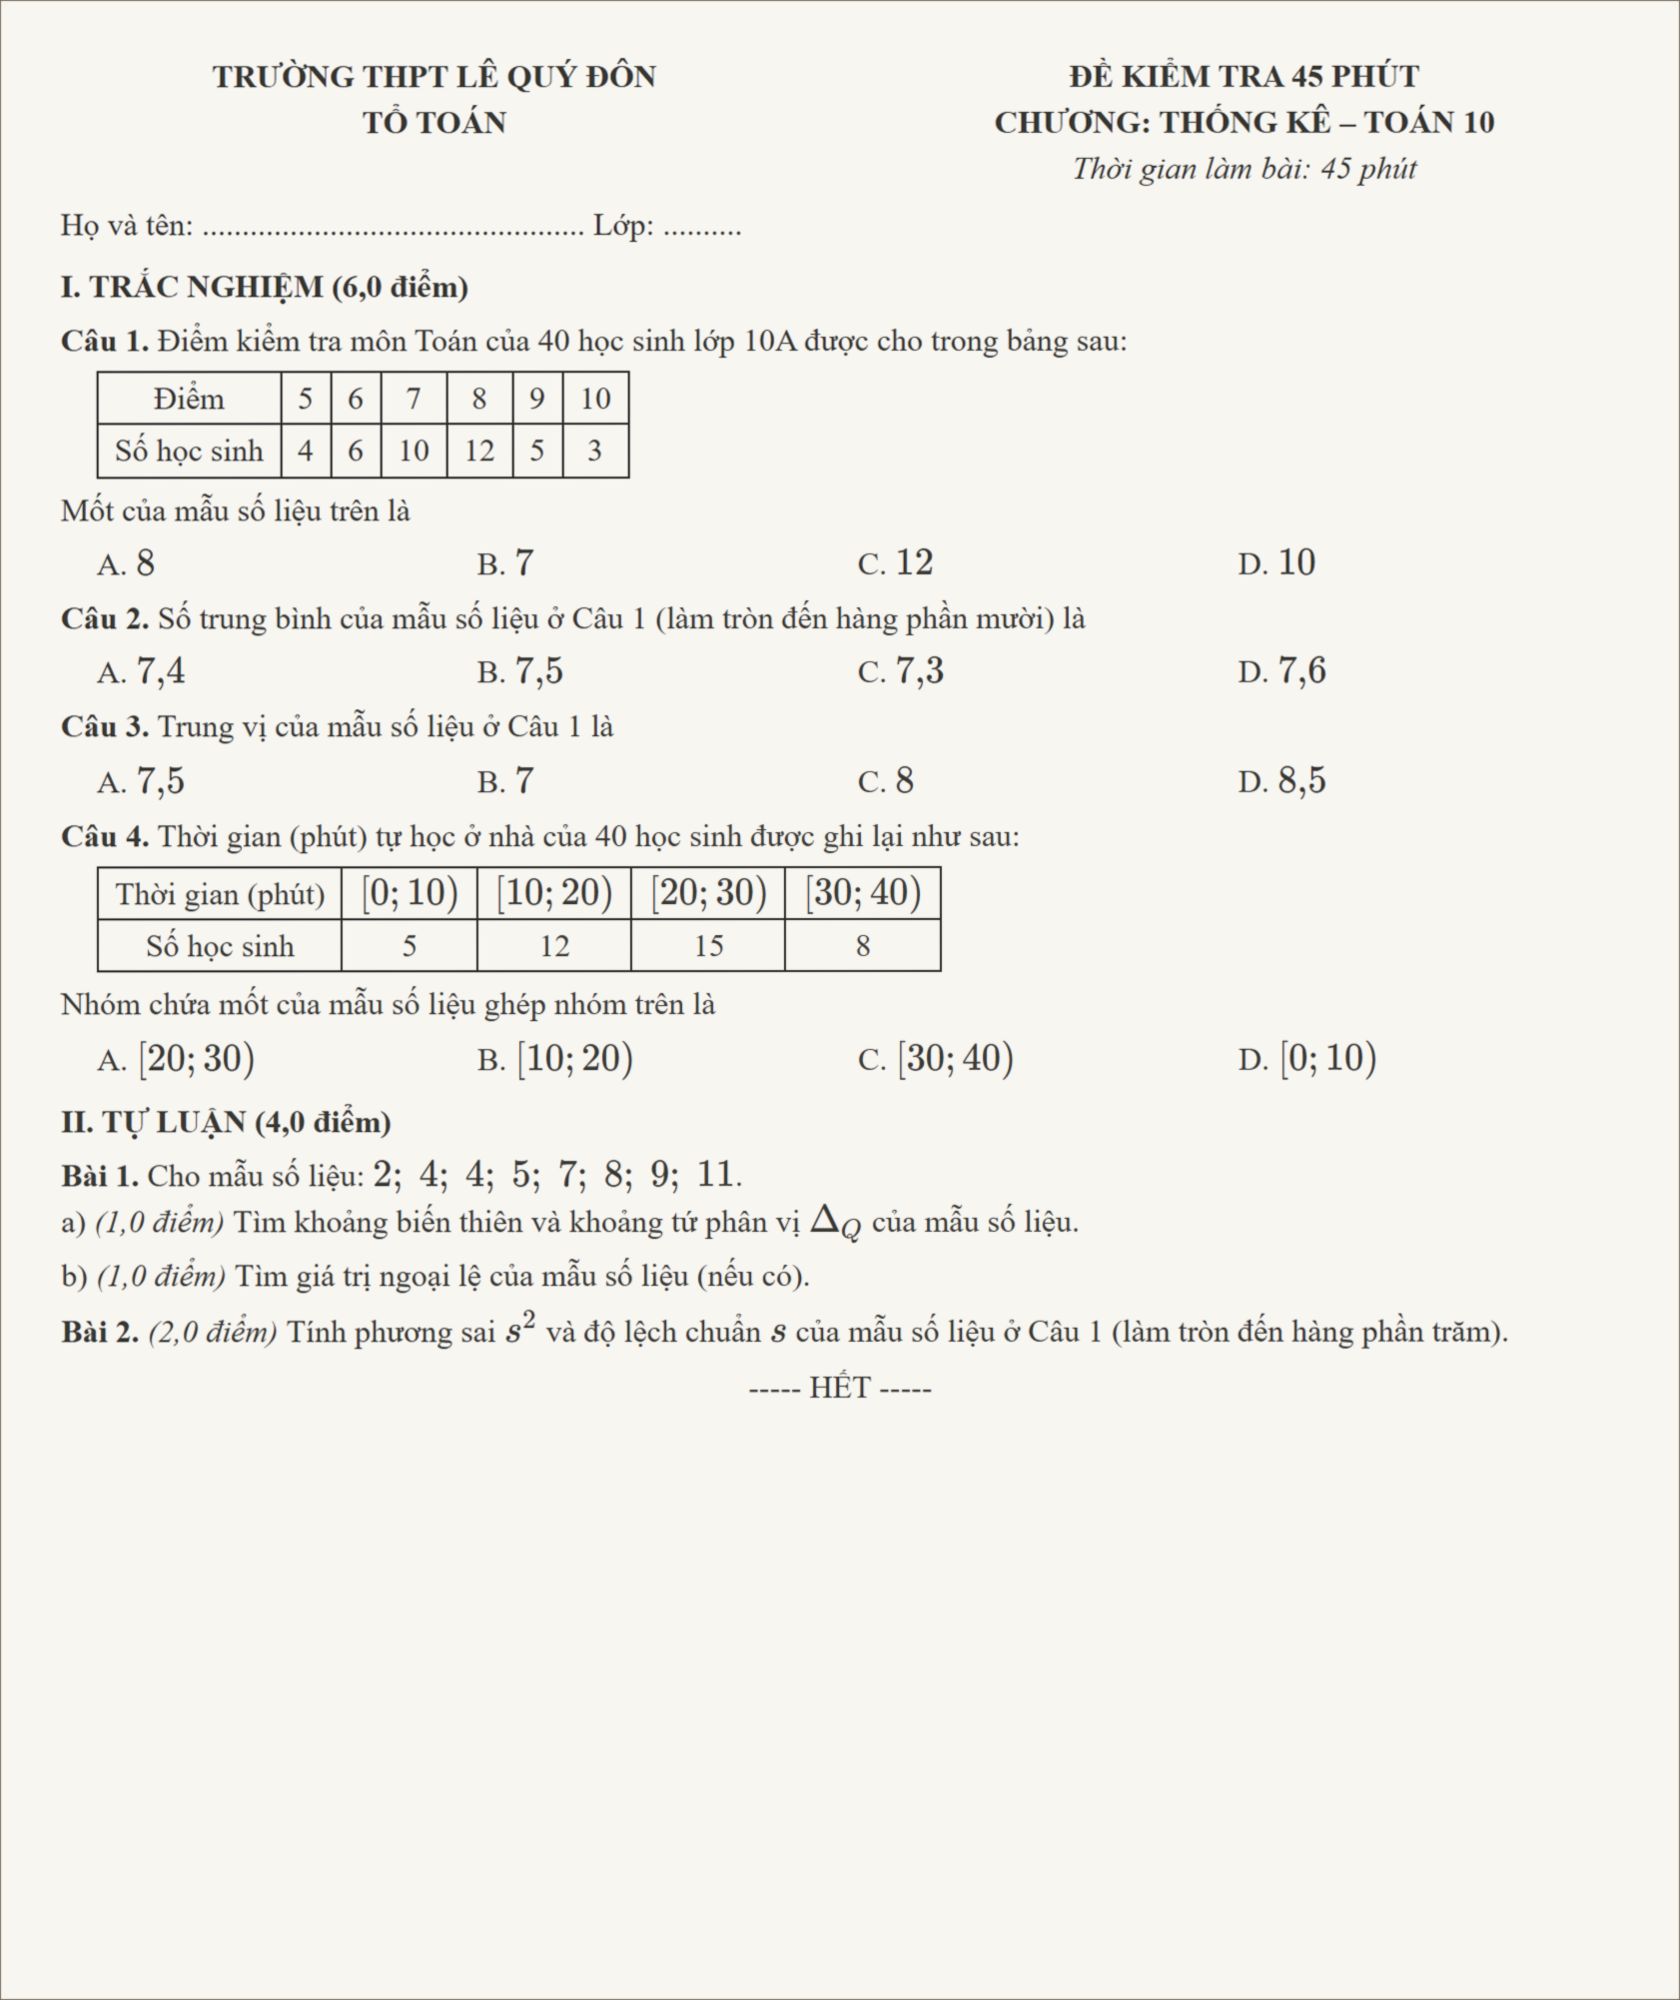 TRƯỜNG THPT LÊ QUÝ ĐÔN
TỔ TOÁN
ĐỀ KIỂM TRA 45 PHÚT
CHƯƠNG: THỐNG KÊ – TOÁN 10
Thời gian làm bài: 45 phút
Họ và tên: ................................................ Lớp: ..........
I. TRẮC NGHIỆM (6,0 điểm)
Câu 1. Điểm kiểm tra môn Toán của 40 học sinh lớp 10A được cho trong bảng sau:
Điểm 5 6 7 8 9 10
Số học sinh 4 6 10 12 5 3
Mốt của mẫu số liệu trên là
A. 8 B. 7 C. 12 D. 10
Câu 2. Số trung bình của mẫu số liệu ở Câu 1 (làm tròn đến hàng phần mười) là
A. 7,4 B. 7,5 C. 7,3 D. 7,6
Câu 3. Trung vị của mẫu số liệu ở Câu 1 là
A. 7,5 B. 7 C. 8 D. 8,5
Câu 4. Thời gian (phút) tự học ở nhà của 40 học sinh được ghi lại như sau:
Thời gian (phút) [0; 10) [10; 20) [20; 30) [30; 40)
Số học sinh 5 12 15 8
Nhóm chứa mốt của mẫu số liệu ghép nhóm trên là
A. [20; 30) B. [10; 20) C. [30; 40) D. [0; 10)
II. TỰ LUẬN (4,0 điểm)
Bài 1. Cho mẫu số liệu: 2; 4; 4; 5; 7; 8; 9; 11.
a) (1,0 điểm) Tìm khoảng biến thiên và khoảng tứ phân vị Δ_Q của mẫu số liệu.
b) (1,0 điểm) Tìm giá trị ngoại lệ của mẫu số liệu (nếu có).
Bài 2. (2,0 điểm) Tính phương sai s² và độ lệch chuẩn s của mẫu số liệu ở Câu 1 (làm tròn đến hàng phần trăm).
----- HẾT -----